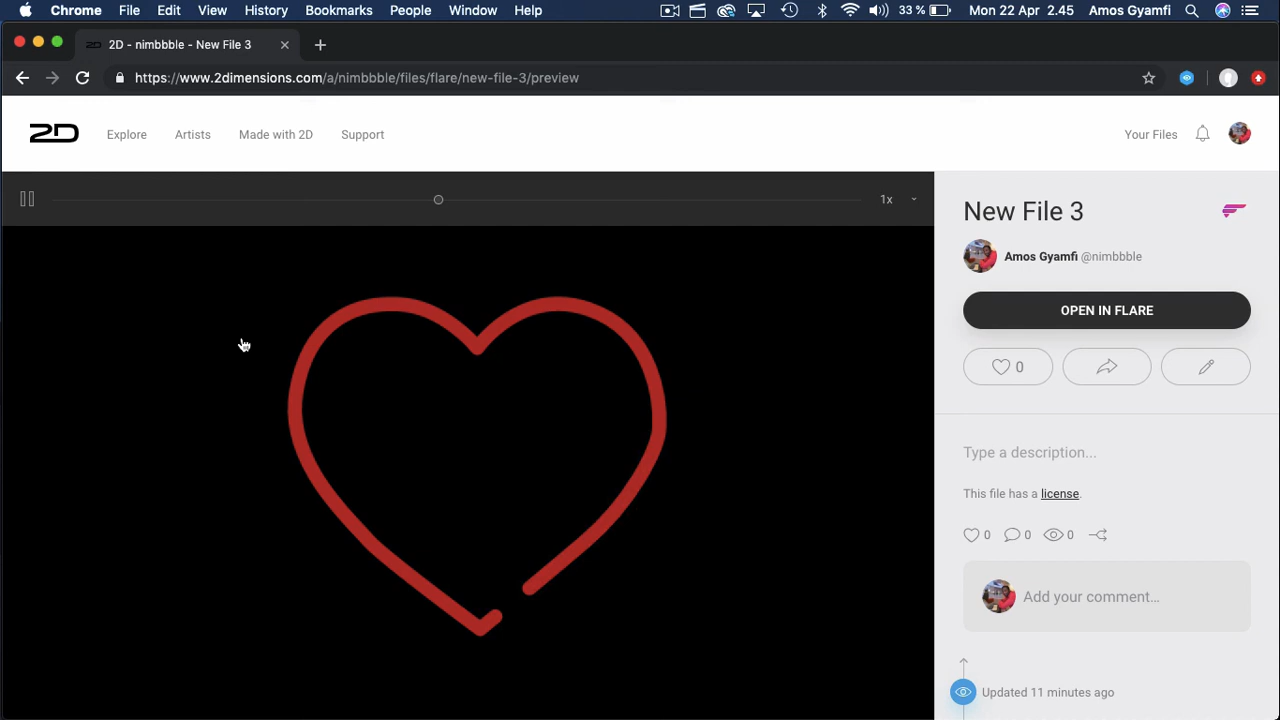 Chrome File Edit View History Bookmarks People Window Help 33 % Mon 22 Apr 2.45 Amos Gyamfi
2D 2D - nimbbble - New File 3
https://www.2dimensions.com/a/nimbbble/files/flare/new-file-3/preview
2D Explore Artists Made with 2D Support Your Files
1x
New File 3
Amos Gyamfi @nimbbble
OPEN IN FLARE
0
Type a description...
This file has a license.
0 0 0
Add your comment...
Updated 11 minutes ago